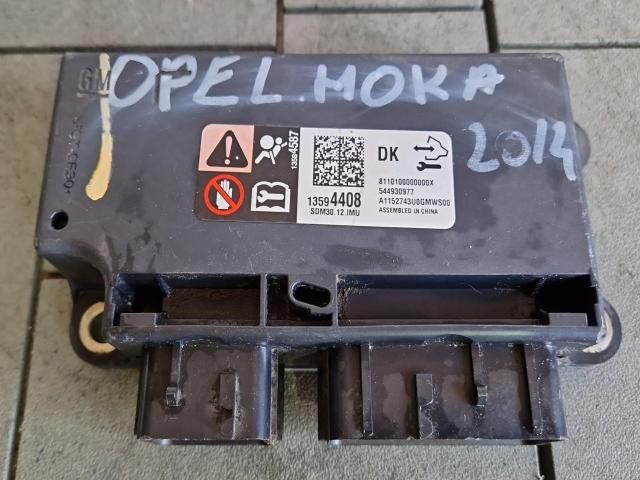 GM
OPEL MOKA
2014
13584587
DK
13594408
SDM30.12.IMU
8110100000000X
544930977
A1152743U0GMWS00
ASSEMBLED IN CHINA